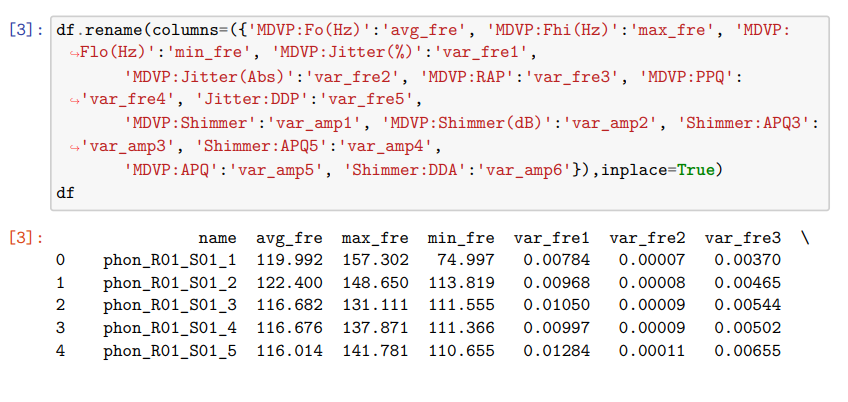 [3]: df.rename(columns=({'MDVP:Fo(Hz)':'avg_fre', 'MDVP:Fhi(Hz)':'max_fre', 'MDVP:
↪Flo(Hz)':'min_fre', 'MDVP:Jitter(%)':'var_fre1',
'MDVP:Jitter(Abs)':'var_fre2', 'MDVP:RAP':'var_fre3', 'MDVP:PPQ':
↪'var_fre4', 'Jitter:DDP':'var_fre5',
'MDVP:Shimmer':'var_amp1', 'MDVP:Shimmer(dB)':'var_amp2', 'Shimmer:APQ3':
↪'var_amp3', 'Shimmer:APQ5':'var_amp4',
'MDVP:APQ':'var_amp5', 'Shimmer:DDA':'var_amp6'}),inplace=True)
df
[3]: name avg_fre max_fre min_fre var_fre1 var_fre2 var_fre3 \
0 phon_R01_S01_1 119.992 157.302 74.997 0.00784 0.00007 0.00370
1 phon_R01_S01_2 122.400 148.650 113.819 0.00968 0.00008 0.00465
2 phon_R01_S01_3 116.682 131.111 111.555 0.01050 0.00009 0.00544
3 phon_R01_S01_4 116.676 137.871 111.366 0.00997 0.00009 0.00502
4 phon_R01_S01_5 116.014 141.781 110.655 0.01284 0.00011 0.00655